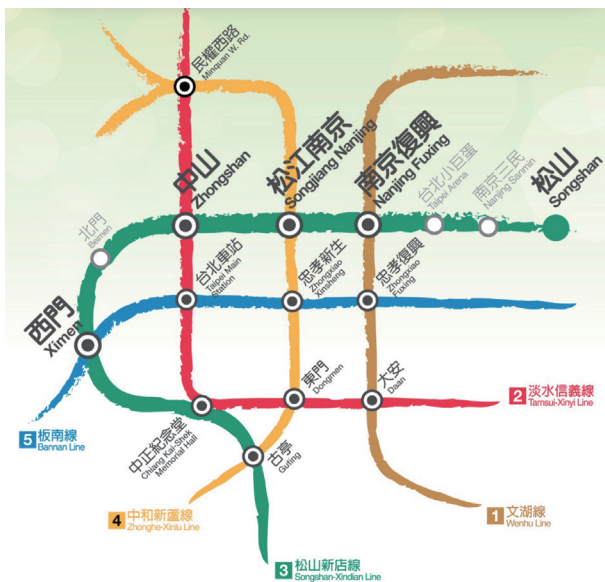 民權西路
Minquan W. Rd.
中山
Zhongshan
松江南京
Songjiang Nanjing
南京復興
Nanjing Fuxing
台北小巨蛋
Taipei Arena
南京三民
Nanjing Sanmin
松山
Songshan
北門
Beimen
台北車站
Taipei Main
Station
忠孝新生
Zhongxiao
Xinsheng
忠孝復興
Zhongxiao
Fuxing
西門
Ximen
東門
Dongmen
大安
Daan
2 淡水信義線
Tamsui-Xinyi Line
5 板南線
Bannan Line
中正紀念堂
Chiang Kai-Shek
Memorial Hall
古亭
Guting
4 中和新蘆線
Zhonghe-Xinlu Line
1 文湖線
Wenhu Line
3 松山新店線
Songshan-Xindian Line